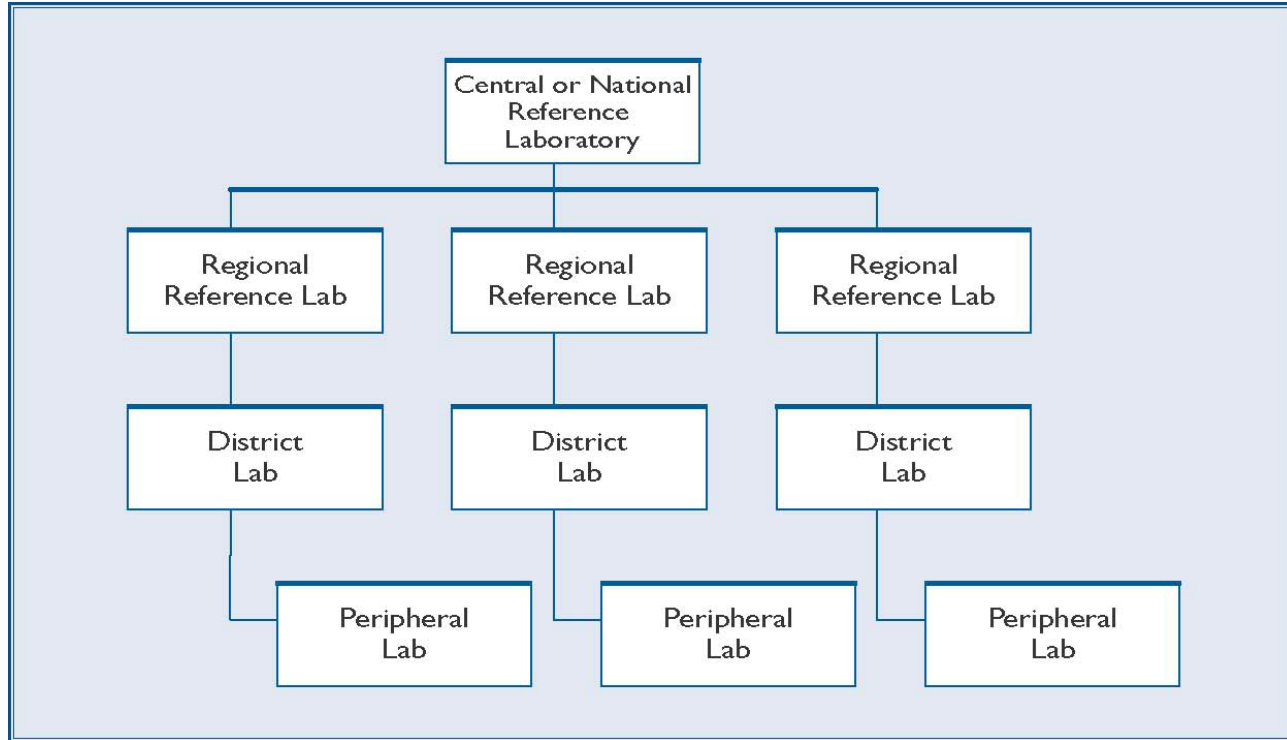 Central or National
Reference
Laboratory
Regional
Reference Lab
Regional
Reference Lab
Regional
Reference Lab
District
Lab
District
Lab
District
Lab
Peripheral
Lab
Peripheral
Lab
Peripheral
Lab